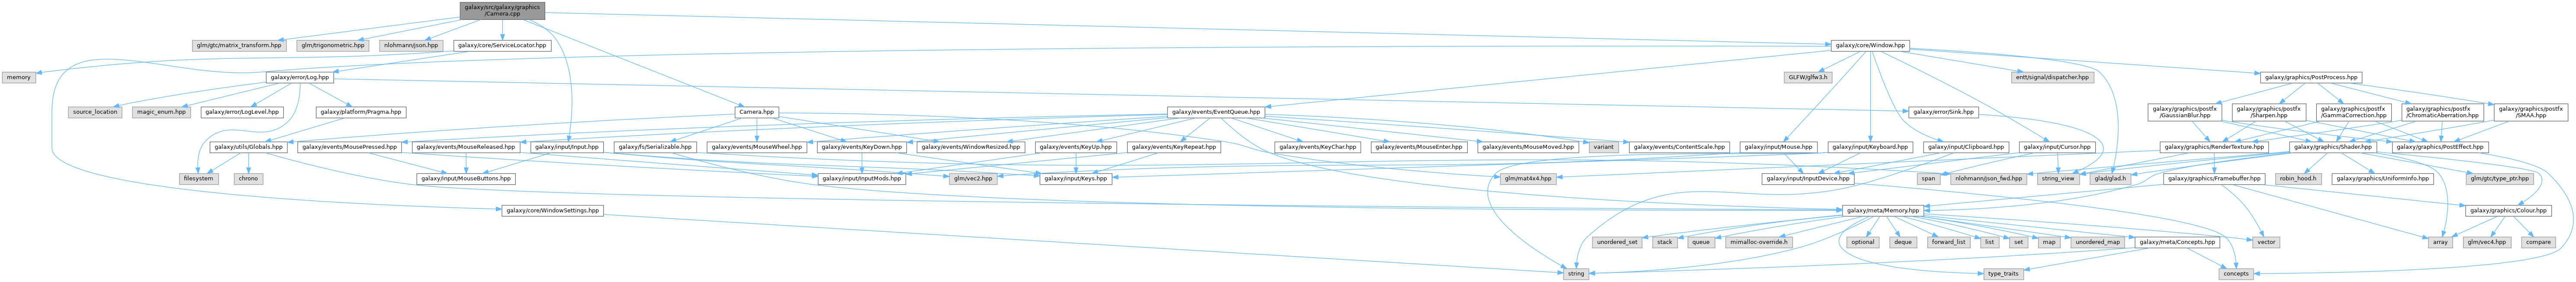 galaxy/src/galaxy/graphics
/Camera.cpp
glm/gtc/matrix_transform.hpp
glm/trigonometric.hpp
nlohmann/json.hpp
galaxy/core/ServiceLocator.hpp
galaxy/core/Window.hpp
memory
galaxy/error/Log.hpp
GLFW/glfw3.h
entt/signal/dispatcher.hpp
galaxy/graphics/PostProcess.hpp
source_location
magic_enum.hpp
galaxy/error/LogLevel.hpp
galaxy/platform/Pragma.hpp
Camera.hpp
galaxy/events/EventQueue.hpp
galaxy/error/Sink.hpp
galaxy/graphics/postfx
/GaussianBlur.hpp
galaxy/graphics/postfx
/Sharpen.hpp
galaxy/graphics/postfx
/GammaCorrection.hpp
galaxy/graphics/postfx
/ChromaticAberration.hpp
galaxy/graphics/postfx
/SMAA.hpp
galaxy/utils/Globals.hpp
galaxy/events/MousePressed.hpp
galaxy/events/MouseReleased.hpp
galaxy/input/Input.hpp
galaxy/fs/Serializable.hpp
galaxy/events/MouseWheel.hpp
galaxy/events/KeyDown.hpp
galaxy/events/WindowResized.hpp
galaxy/events/KeyUp.hpp
galaxy/events/KeyRepeat.hpp
galaxy/events/KeyChar.hpp
galaxy/events/MouseEnter.hpp
galaxy/events/MouseMoved.hpp
variant
galaxy/events/ContentScale.hpp
galaxy/input/Mouse.hpp
galaxy/input/Keyboard.hpp
galaxy/input/Clipboard.hpp
galaxy/input/Cursor.hpp
galaxy/graphics/RenderTexture.hpp
galaxy/graphics/Shader.hpp
galaxy/graphics/PostEffect.hpp
filesystem
chrono
galaxy/input/MouseButtons.hpp
galaxy/input/InputMods.hpp
glm/vec2.hpp
galaxy/input/Keys.hpp
glm/mat4x4.hpp
galaxy/input/InputDevice.hpp
span
nlohmann/json_fwd.hpp
string_view
glad/glad.h
galaxy/graphics/Framebuffer.hpp
robin_hood.h
galaxy/graphics/UniformInfo.hpp
glm/gtc/type_ptr.hpp
galaxy/core/WindowSettings.hpp
galaxy/meta/Memory.hpp
galaxy/graphics/Colour.hpp
unordered_set
stack
queue
mimalloc-override.h
optional
deque
forward_list
list
set
map
unordered_map
galaxy/meta/Concepts.hpp
vector
array
glm/vec4.hpp
compare
string
type_traits
concepts